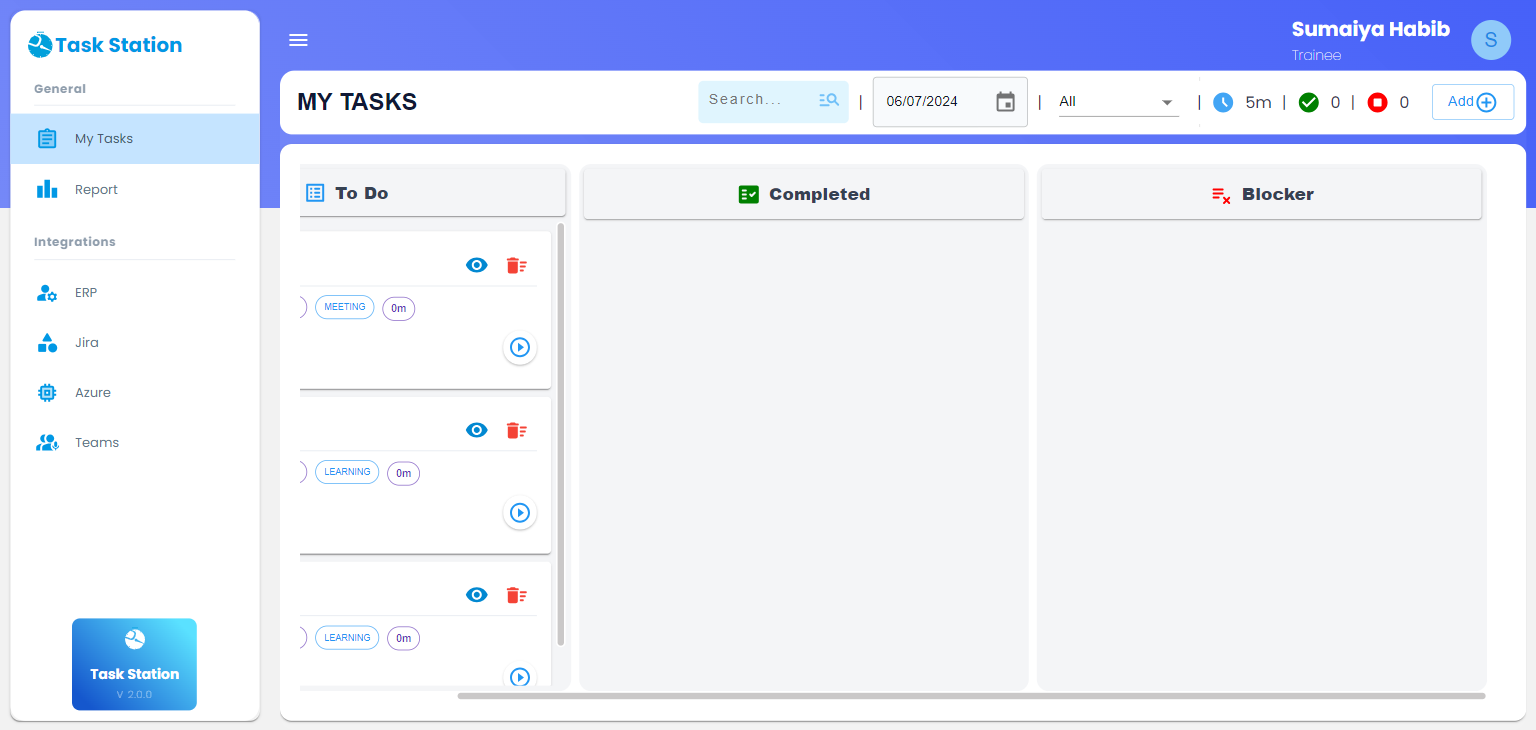 Task Station
General
My Tasks
Report
Integrations
ERP
Jira
Azure
Teams
Task Station
V 2.0.0
Sumaiya Habib
Trainee
S
MY TASKS
Search...
|
06/07/2024
|
All
| 5m | 0 | 0
Add
To Do
MEETING
0m
LEARNING
0m
LEARNING
0m
Completed
Blocker